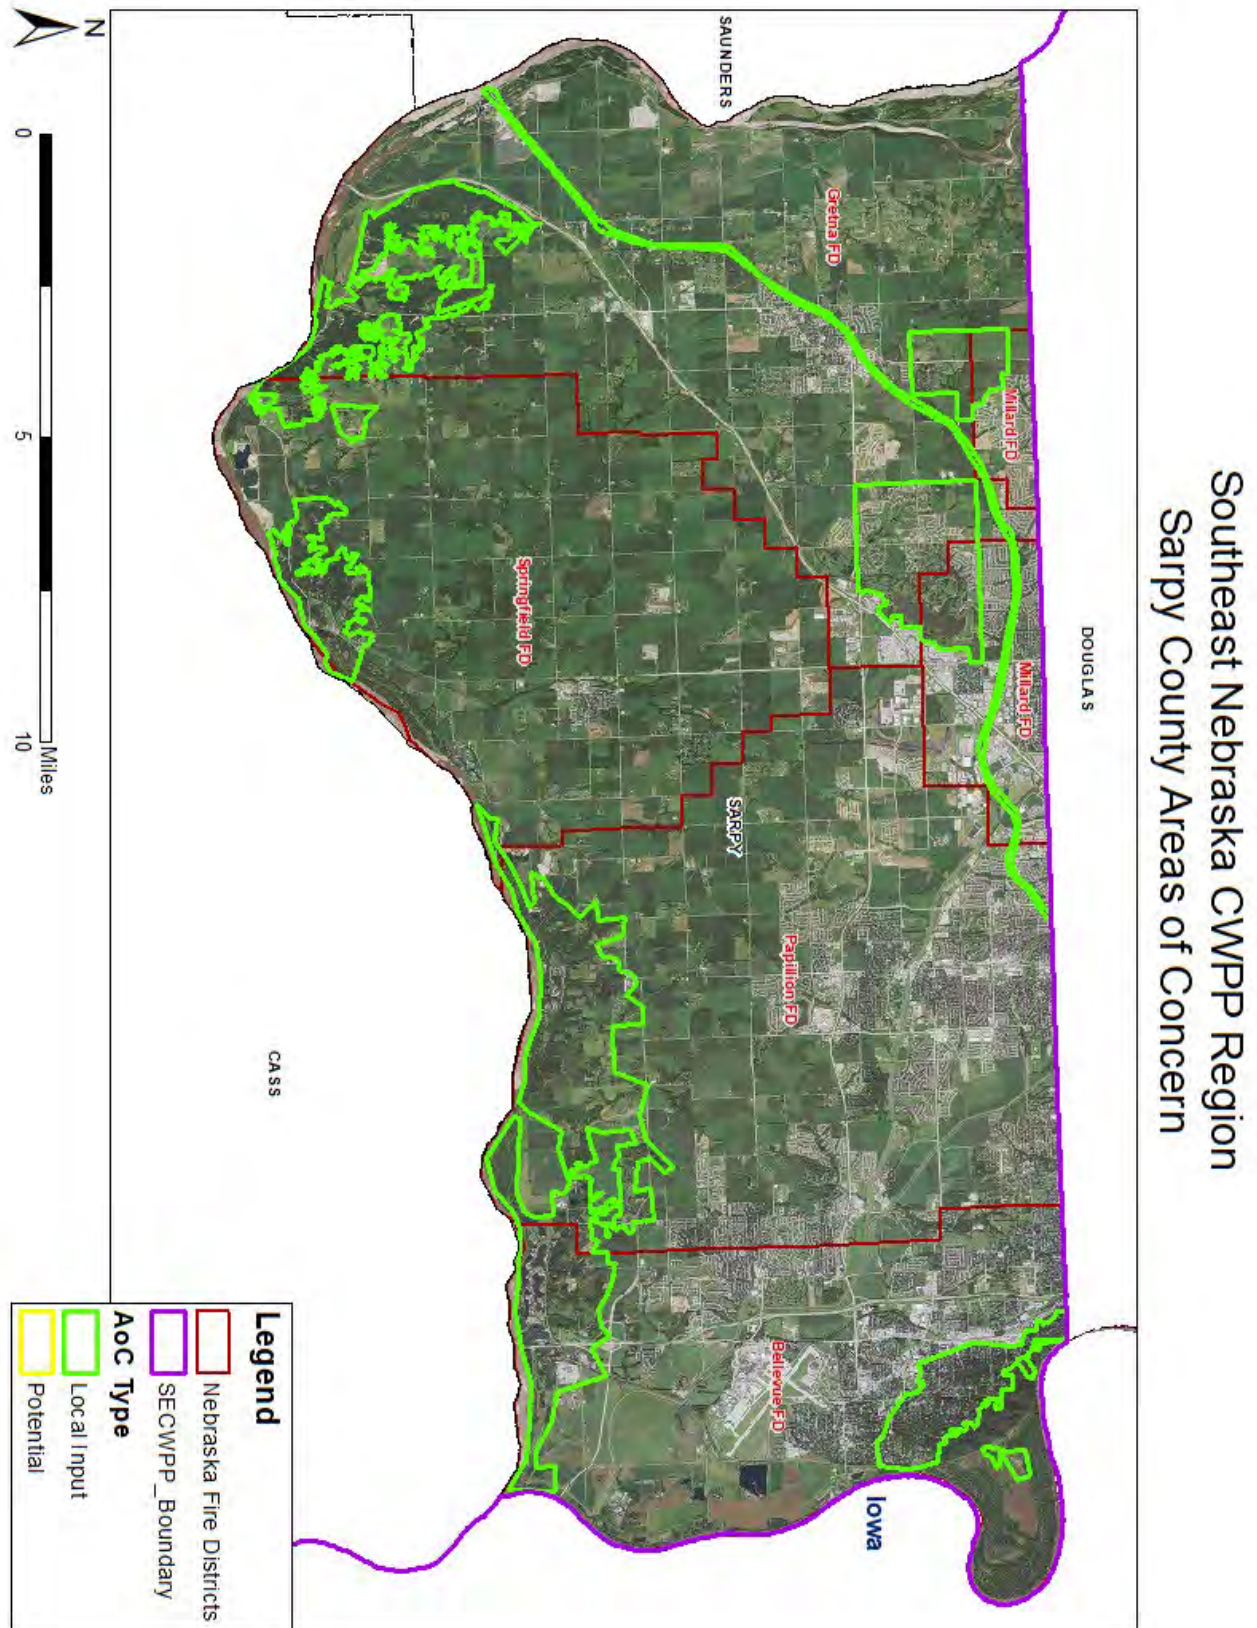 Southeast Nebraska CWPP Region
Sarpy County Areas of Concern
DOUGLAS
SAUNDERS
Gretna FD
Millard FD
Millard FD
Springfield FD
SARPY
Papillion FD
Bellevue FD
Iowa
CASS
N
0
5
10
Miles
Legend
Nebraska Fire Districts
SECWPP_Boundary
AoC Type
Local Input
Potential